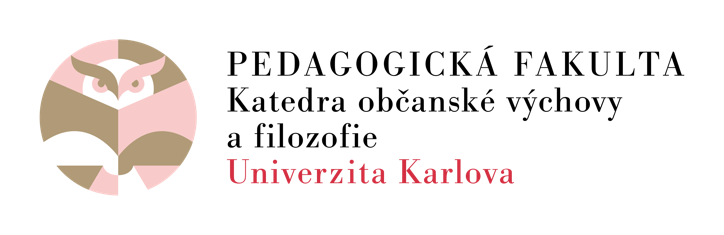 PEDAGOGICKÁ FAKULTA
Katedra občanské výchovy
a filozofie
Univerzita Karlova